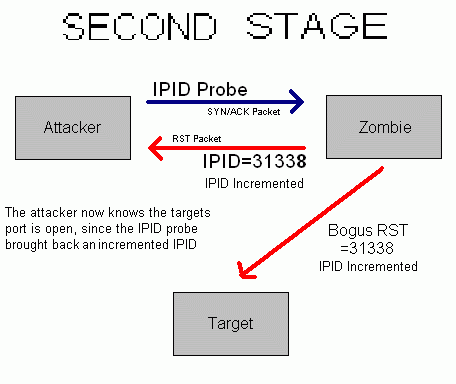 SECOND STAGE
IPID Probe
SYN/ACK Packet
Attacker
Zombie
RST Packet
IPID=31338
IPID Incremented
The attacker now knows the targets
port is open, since the IPID probe
brought back an incremented IPID
Bogus RST
=31338
IPID Incremented
Target